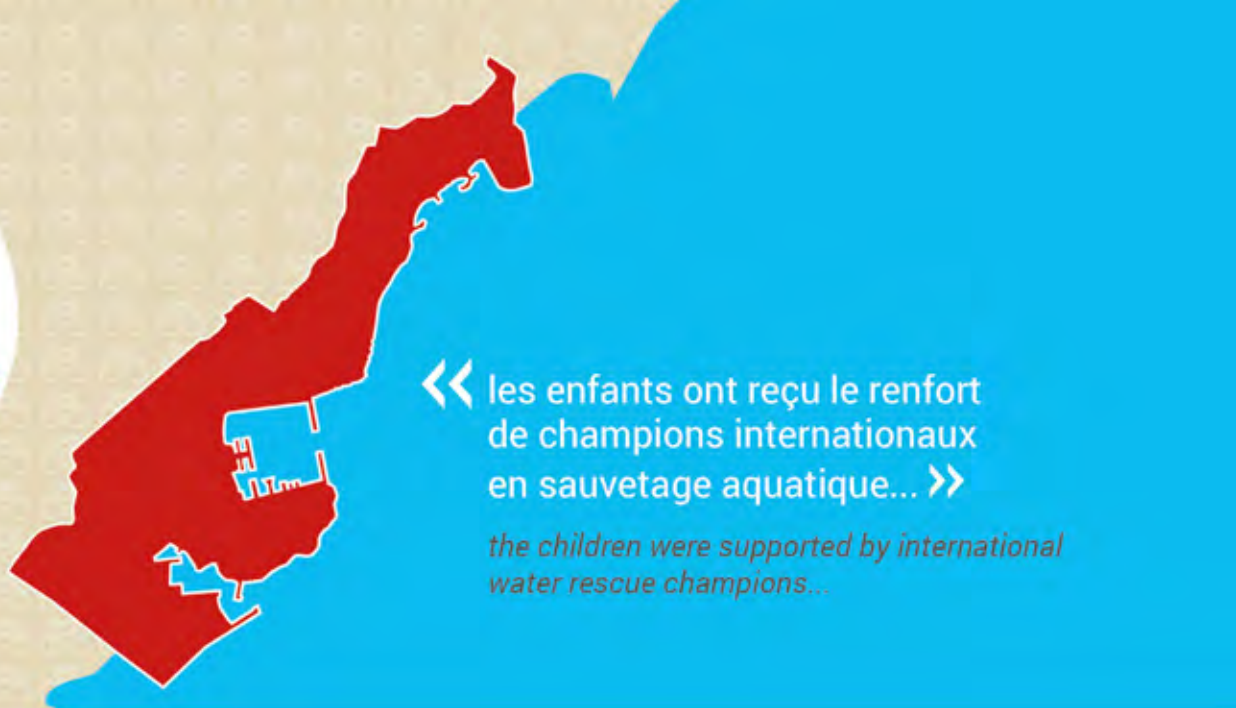 « les enfants ont reçu le renfort
de champions internationaux
en sauvetage aquatique... »
the children were supported by international
water rescue champions...